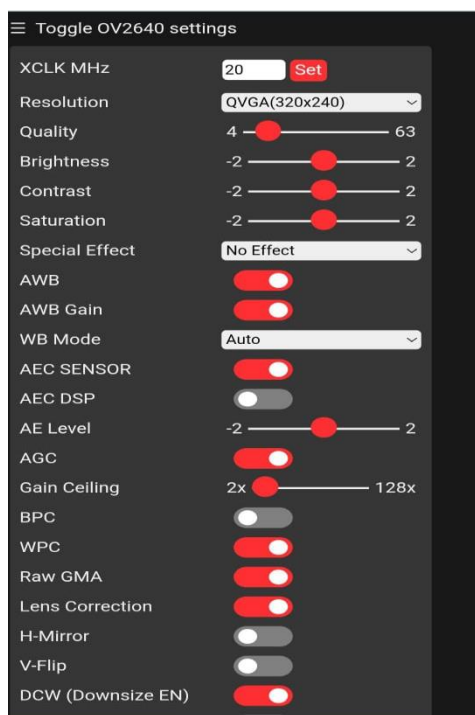 Toggle OV2640 settings
XCLK MHz 20 Set
Resolution QVGA(320x240)
Quality 4 63
Brightness -2 2
Contrast -2 2
Saturation -2 2
Special Effect No Effect
AWB
AWB Gain
WB Mode Auto
AEC SENSOR
AEC DSP
AE Level -2 2
AGC
Gain Ceiling 2x 128x
BPC
WPC
Raw GMA
Lens Correction
H-Mirror
V-Flip
DCW (Downsize EN)